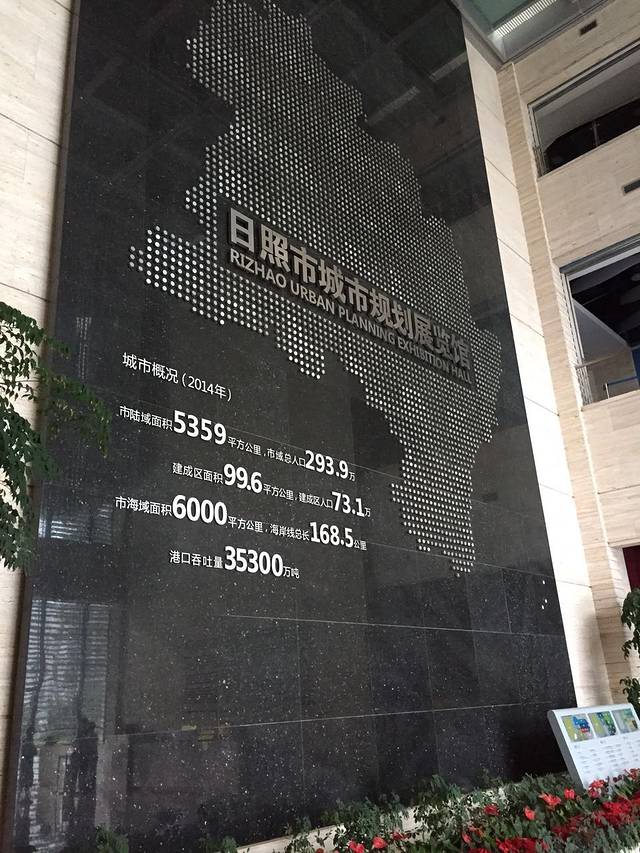 日照市城市规划展览馆
RIZHAO URBAN PLANNING EXHIBITION HALL
城市概况（2014年）
市陆域面积5359平方公里，市域总人口293.9万
建成区面积99.6平方公里，建成区人口73.1万
市海域面积6000平方公里，海岸线总长168.5公里
港口吞吐量35300万吨